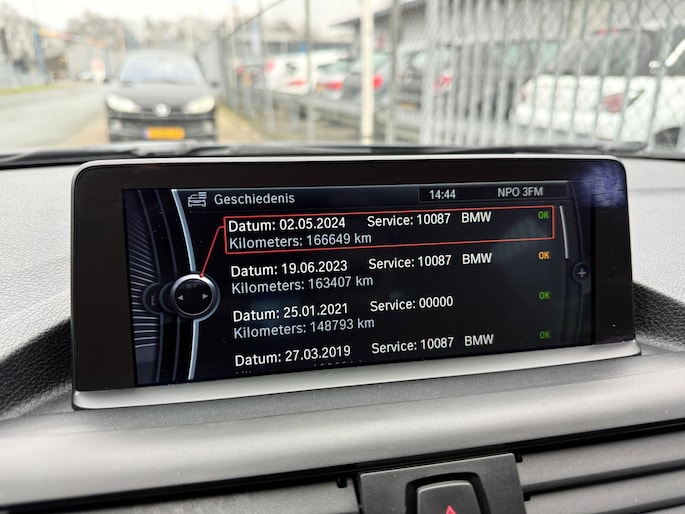 Geschiedenis 14:44 NPO 3FM
Datum: 02.05.2024 Service: 10087 BMW OK
Kilometers: 166649 km
Datum: 19.06.2023 Service: 10087 BMW OK
Kilometers: 163407 km
Datum: 25.01.2021 Service: 00000 OK
Kilometers: 148793 km
Datum: 27.03.2019 Service: 10087 BMW OK